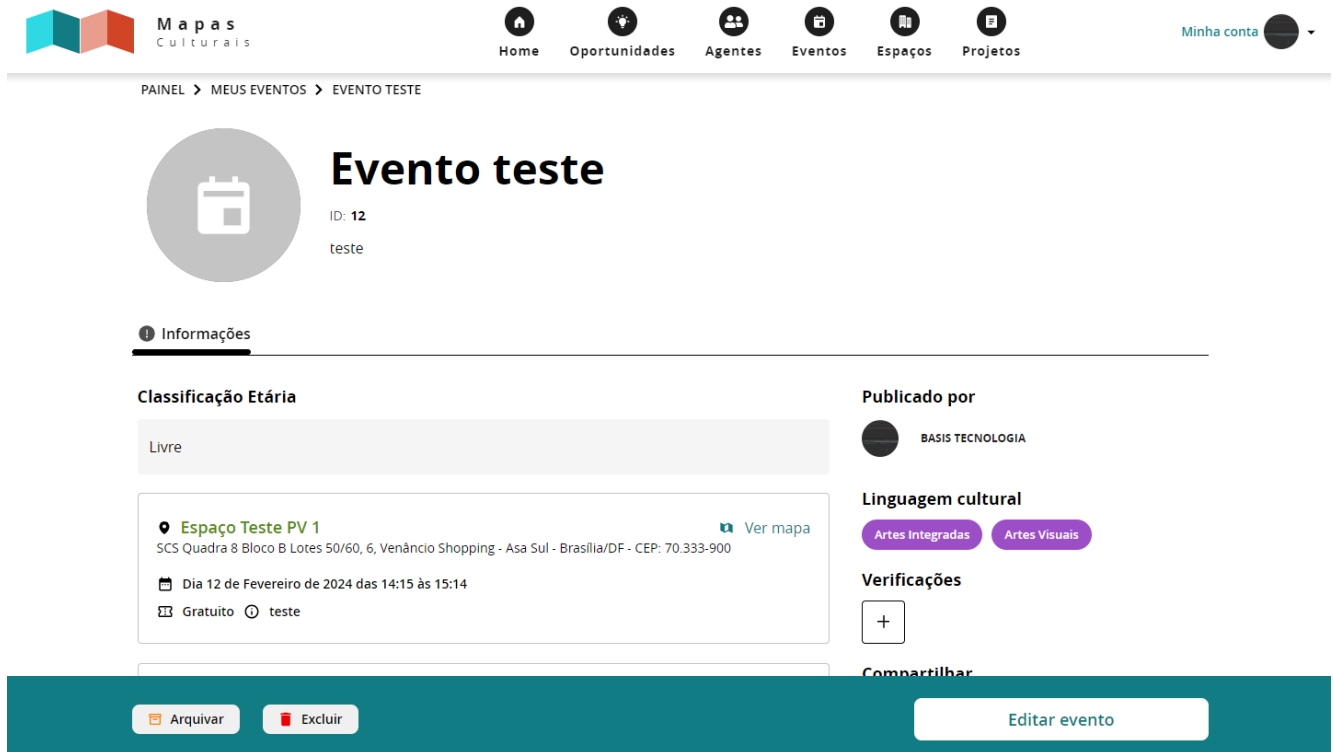 Mapas
Culturais
Home
Oportunidades
Agentes
Eventos
Espaços
Projetos
Minha conta
PAINEL > MEUS EVENTOS > EVENTO TESTE
Evento teste
ID: 12
teste
Informações
Classificação Etária
Livre
Espaço Teste PV 1
Ver mapa
SCS Quadra 8 Bloco B Lotes 50/60, 6, Venâncio Shopping - Asa Sul - Brasília/DF - CEP: 70.333-900
Dia 12 de Fevereiro de 2024 das 14:15 às 15:14
Gratuito teste
Publicado por
BASIS TECNOLOGIA
Linguagem cultural
Artes Integradas
Artes Visuais
Verificações
+
Compartilhar
Arquivar
Excluir
Editar evento